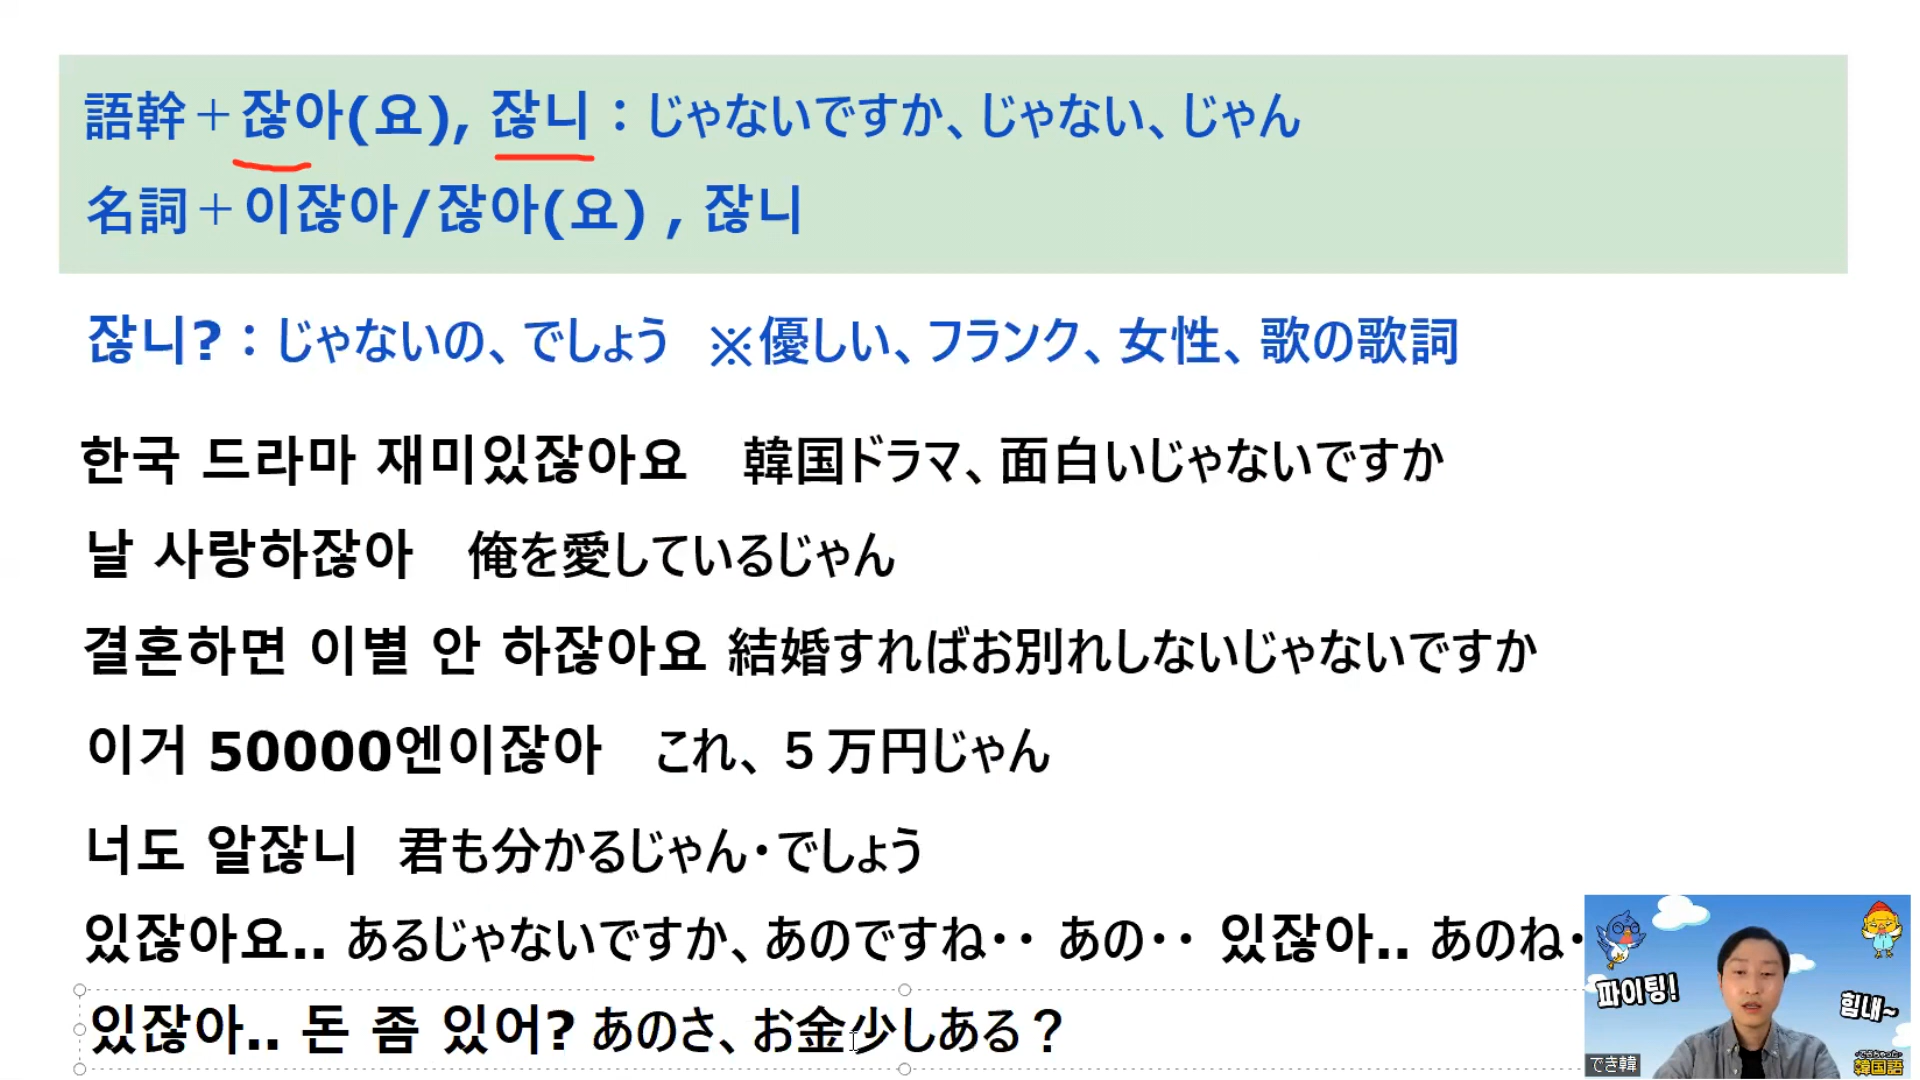 語幹＋잖아(요), 잖니：じゃないですか、じゃない、じゃん
名詞＋이잖아/잖아(요) , 잖니
잖니?：じゃないの、でしょう ※優しい、フランク、女性、歌の歌詞
한국 드라마 재미있잖아요 韓国ドラマ、面白いじゃないですか
날 사랑하잖아 俺を愛しているじゃん
결혼하면 이별 안 하잖아요 結婚すればお別れしないじゃないですか
이거 50000엔이잖아 これ、５万円じゃん
너도 알잖니 君も分かるじゃん・でしょう
있잖아요.. あるじゃないですか、あのですね・・ あの・・ 있잖아.. あのね・
있잖아.. 돈 좀 있어? あのさ、お金少しある？
파이팅!
힘내~
でき韓
できちゃった
韓国語